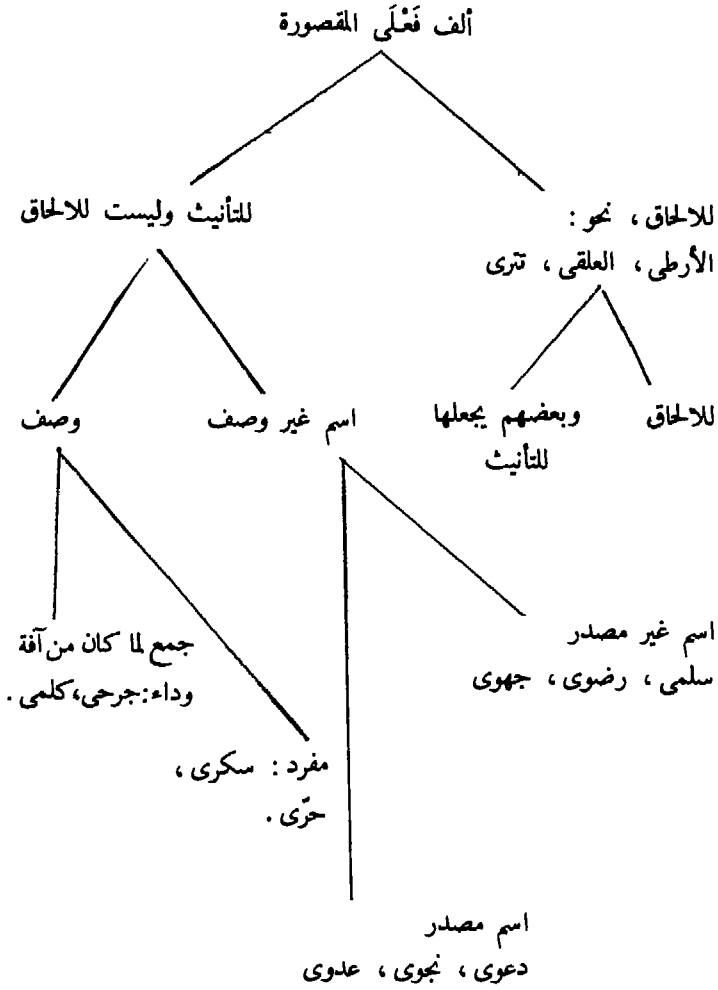 ألف فَعْلَى المقصورة
للالحاق، نحو :
الأرطى، العلقى، تترى
للتأنيث وليست للالحاق
للالحاق
وبعضهم يجعلها
للتأنيث
اسم غير وصف
وصف
اسم غير مصدر
سلمى، رضوى، جهوى
جمع لما كان من آفة
وداء:جرحى،كلمى.
مفرد : سكرى،
حرّى.
اسم مصدر
دعوى، نجوى، عدوى